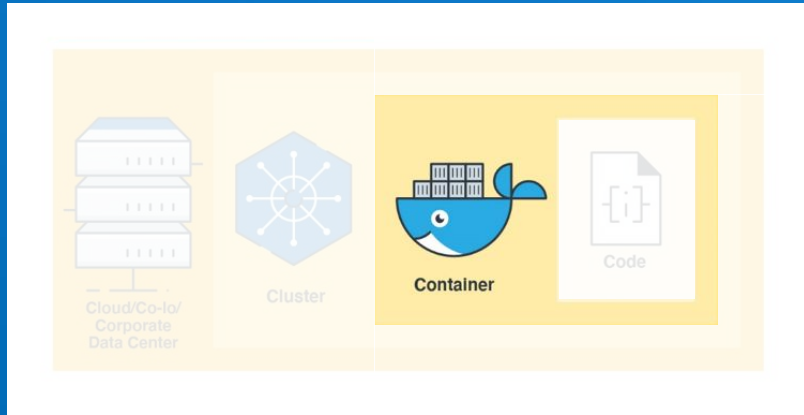 Cloud/Co-lo/
Corporate
Data Center
Cluster
Container
{i}
Code